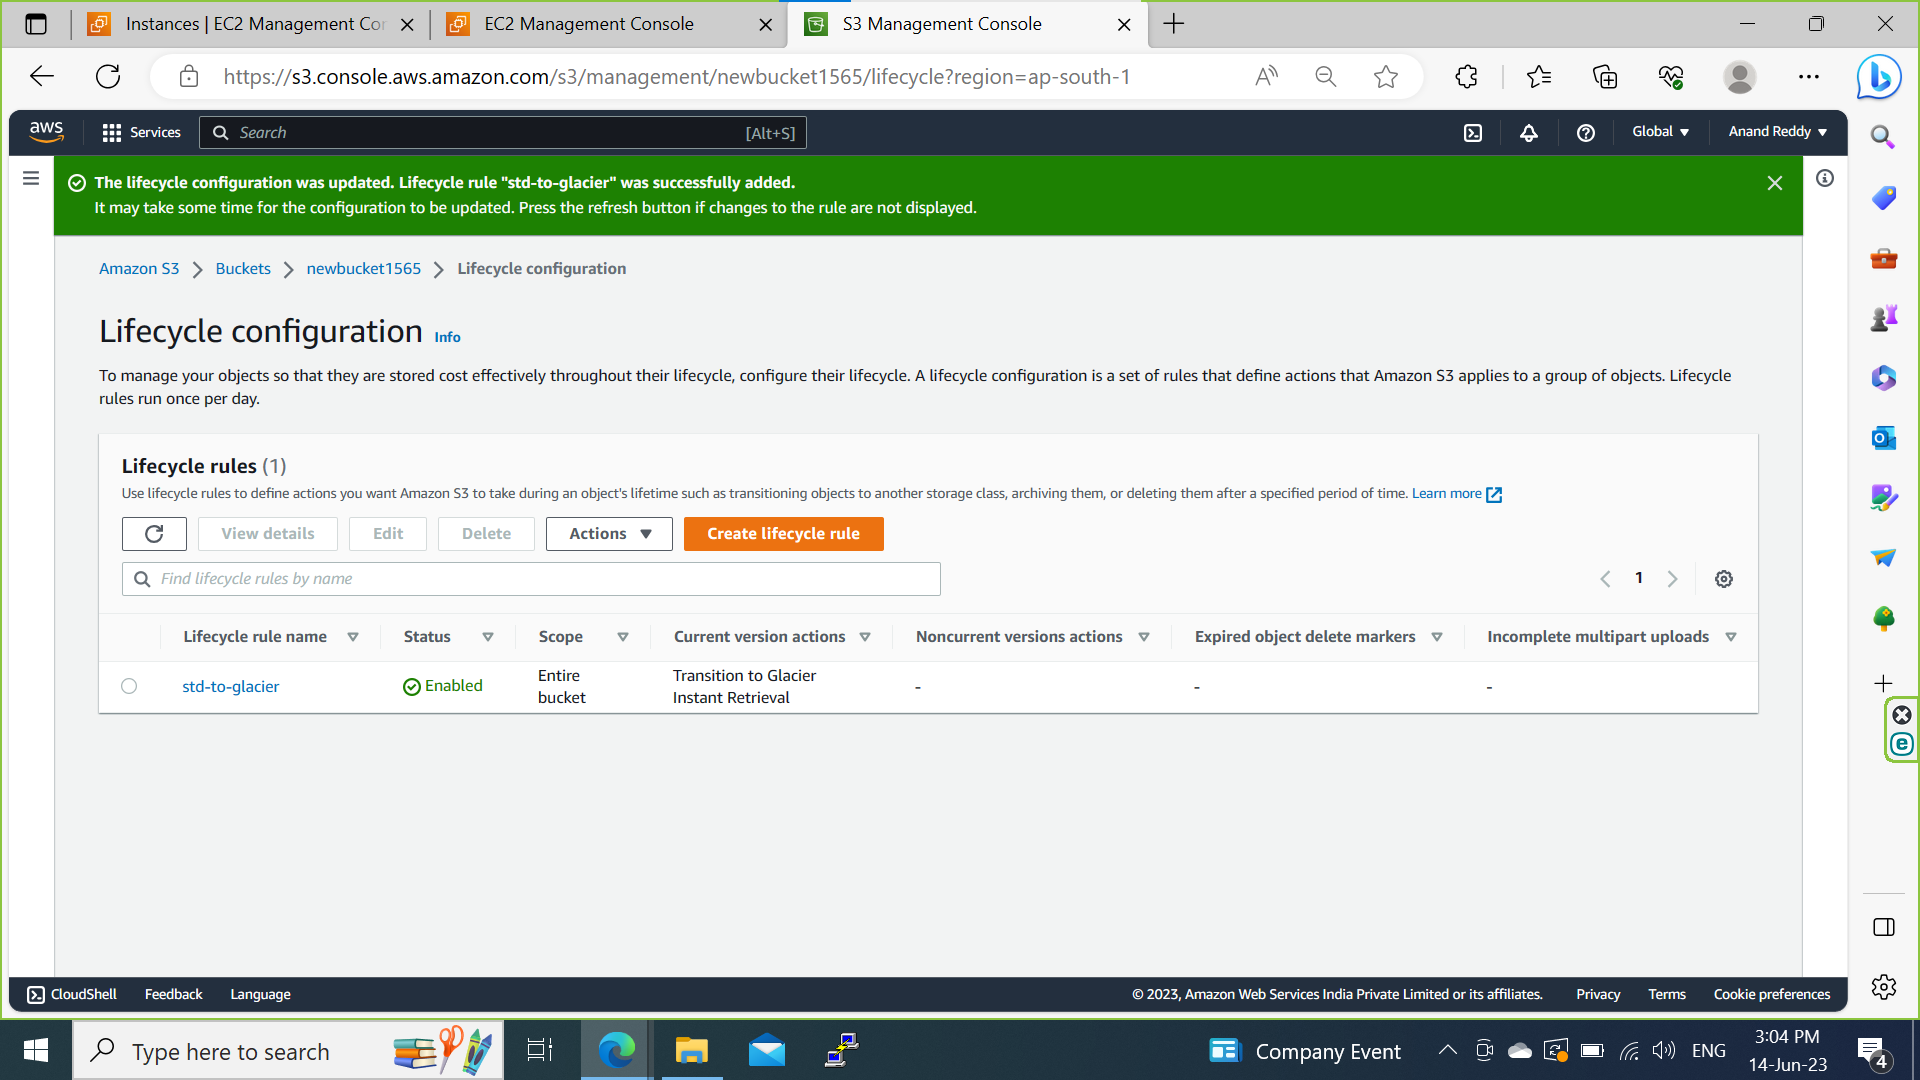 Instances | EC2 Management Cor
EC2 Management Console
S3 Management Console
https://s3.console.aws.amazon.com/s3/management/newbucket1565/lifecycle?region=ap-south-1
aws
Services
Search
[Alt+S]
Global
Anand Reddy
The lifecycle configuration was updated. Lifecycle rule "std-to-glacier" was successfully added.
It may take some time for the configuration to be updated. Press the refresh button if changes to the rule are not displayed.
Amazon S3
Buckets
newbucket1565
Lifecycle configuration
Lifecycle configuration
Info
To manage your objects so that they are stored cost effectively throughout their lifecycle, configure their lifecycle. A lifecycle configuration is a set of rules that define actions that Amazon S3 applies to a group of objects. Lifecycle
rules run once per day.
Lifecycle rules (1)
Use lifecycle rules to define actions you want Amazon S3 to take during an object's lifetime such as transitioning objects to another storage class, archiving them, or deleting them after a specified period of time. Learn more
View details
Edit
Delete
Actions
Create lifecycle rule
Find lifecycle rules by name
1
Lifecycle rule name
Status
Scope
Current version actions
Noncurrent versions actions
Expired object delete markers
Incomplete multipart uploads
std-to-glacier
Enabled
Entire
bucket
Transition to Glacier
Instant Retrieval
-
-
-
CloudShell
Feedback
Language
© 2023, Amazon Web Services India Private Limited or its affiliates.
Privacy
Terms
Cookie preferences
Type here to search
Company Event
ENG
3:04 PM
14-Jun-23
4